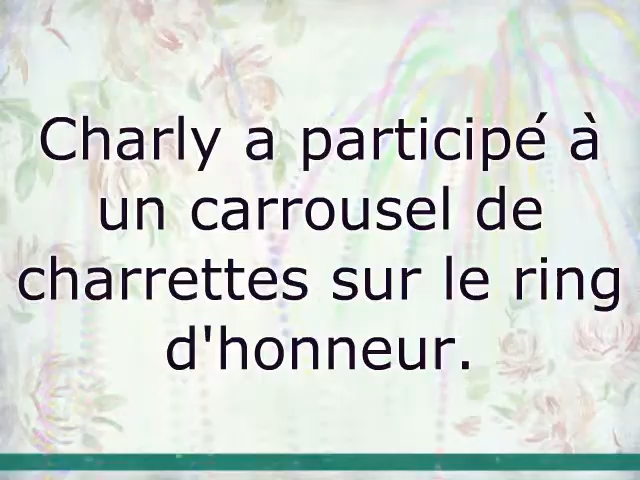 Charly a participé à
un carrousel de
charrettes sur le ring
d'honneur.